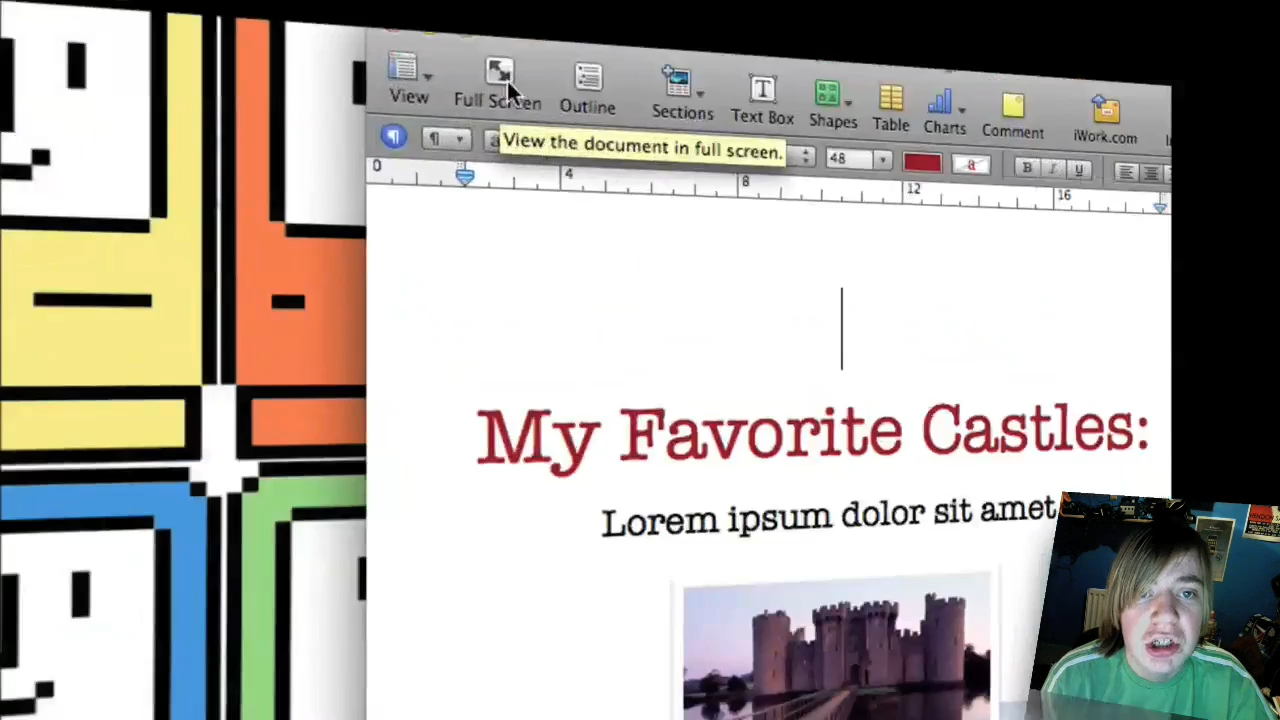 View
Full Screen
Outline
Sections
Text Box
Shapes
Table
Charts
Comment
iWork.com
View the document in full screen.
48
a
B I U
0 4 8 12 16
My Favorite Castles:
Lorem ipsum dolor sit amet